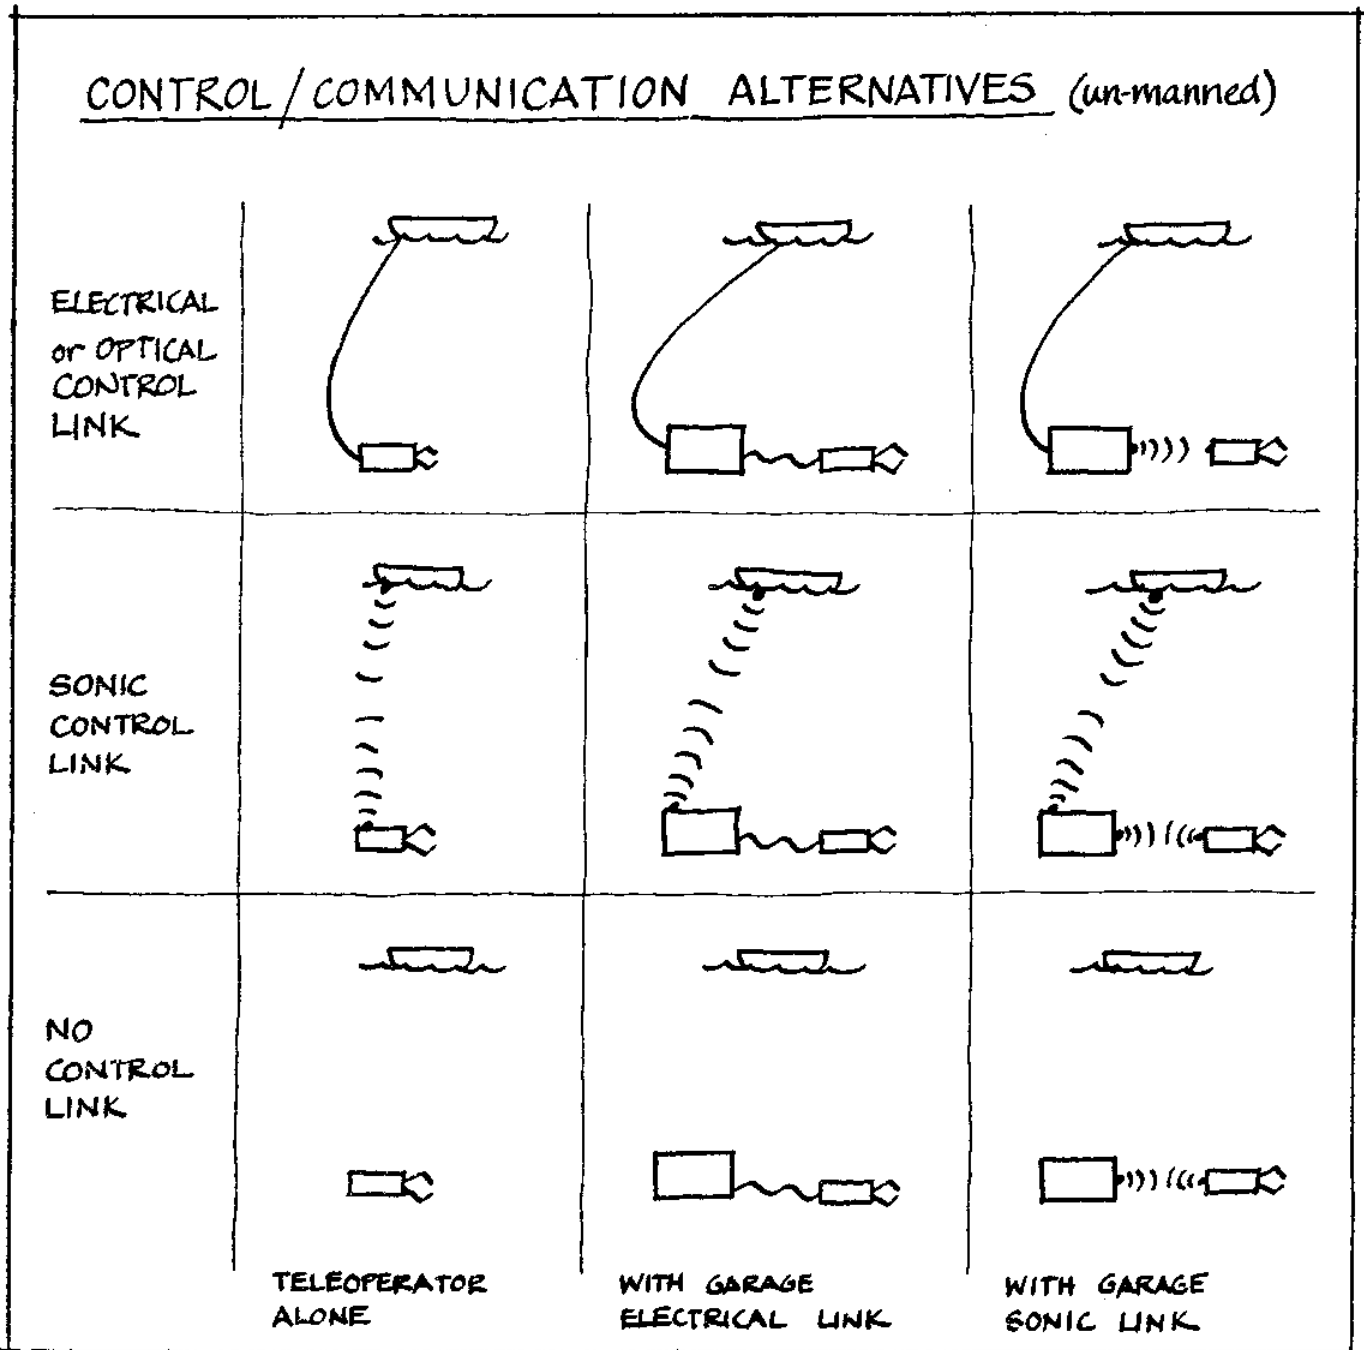 CONTROL/COMMUNICATION ALTERNATIVES (un-manned)
ELECTRICAL
or OPTICAL
CONTROL
LINK
SONIC
CONTROL
LINK
NO
CONTROL
LINK
TELEOPERATOR
ALONE
WITH GARAGE
ELECTRICAL LINK
WITH GARAGE
SONIC LINK